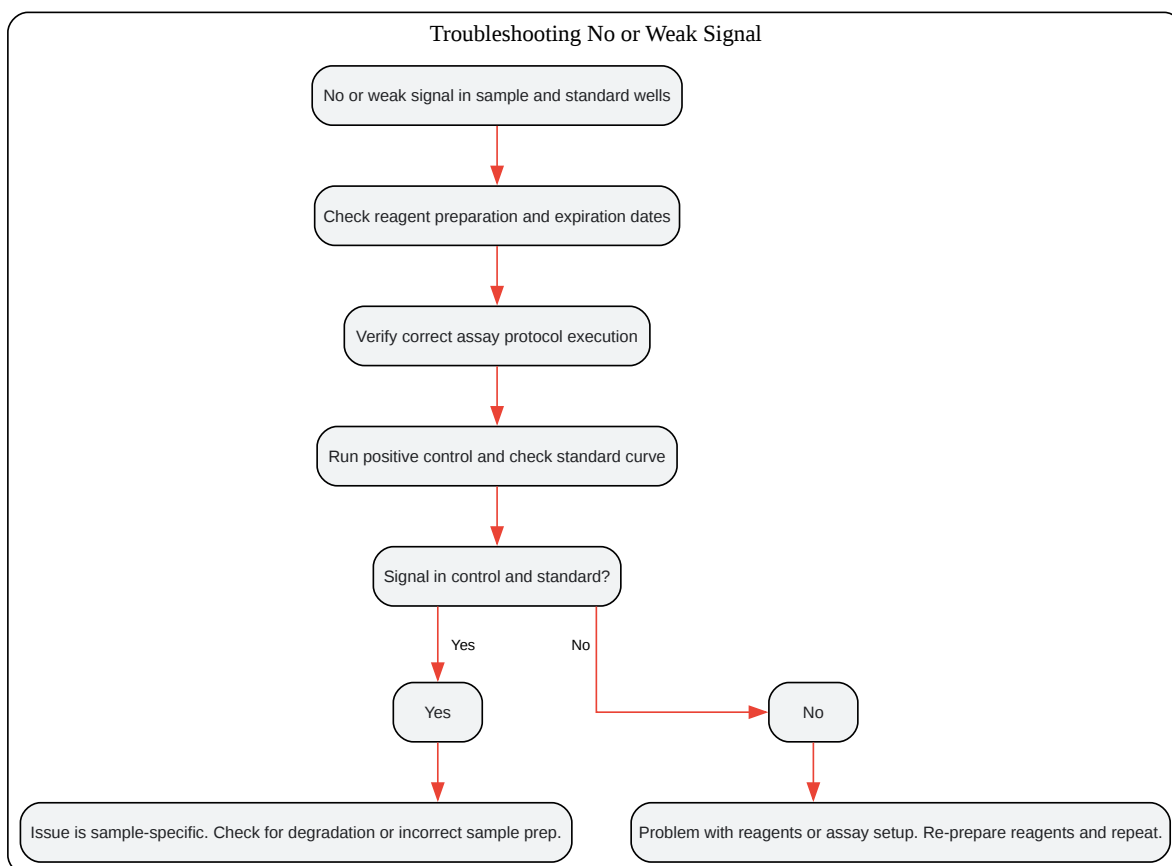 Troubleshooting No or Weak Signal
No or weak signal in sample and standard wells
Check reagent preparation and expiration dates
Verify correct assay protocol execution
Run positive control and check standard curve
Signal in control and standard?
Yes
No
Yes
No
Issue is sample-specific. Check for degradation or incorrect sample prep.
Problem with reagents or assay setup. Re-prepare reagents and repeat.